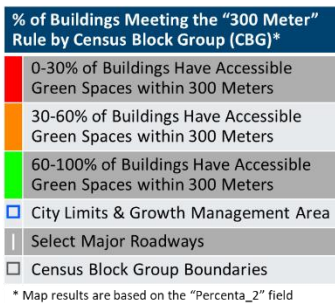 % of Buildings Meeting the “300 Meter”
Rule by Census Block Group (CBG)*
0-30% of Buildings Have Accessible
Green Spaces within 300 Meters
30-60% of Buildings Have Accessible
Green Spaces within 300 Meters
60-100% of Buildings Have Accessible
Green Spaces within 300 Meters
City Limits & Growth Management Area
Select Major Roadways
Census Block Group Boundaries
* Map results are based on the “Percenta_2” field